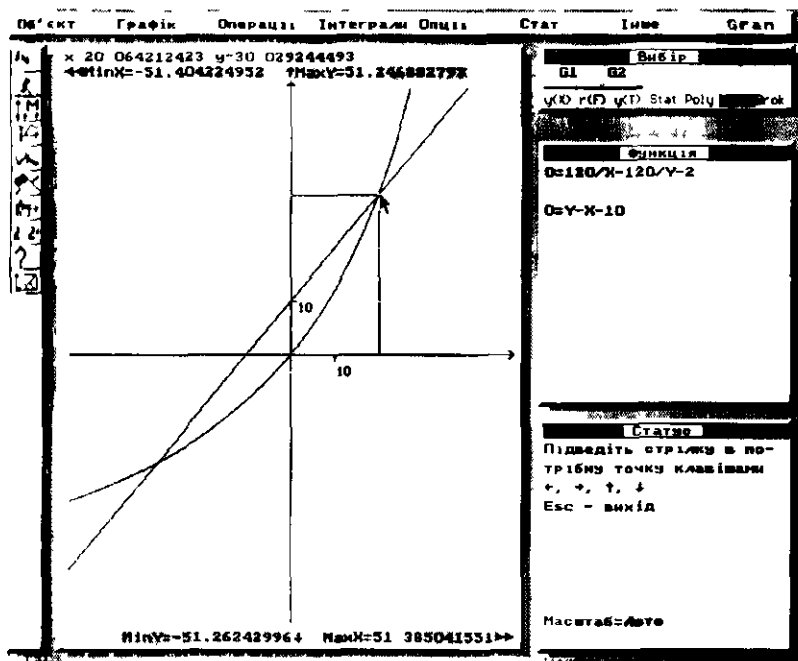 Об'єкт Графік Операції Інтеграли Опції Стат Інше Gran
x 20 064212423 y-30 029244493
MinX=-51.404224952 ↑MaxY=51.246882793
10
10
MinY=-51.262429964 MaxX=51 385041551
Вибір
G1 G2
y(X) r(F) y(T) Stat Poly
Функція
0=120/X-120/Y-2
0=Y-X-10
Статус
Підведіть стрілку в по-
трібну точку клавішами
←, →, ↑, ↓
Esc - вихід
Масштаб=Авто